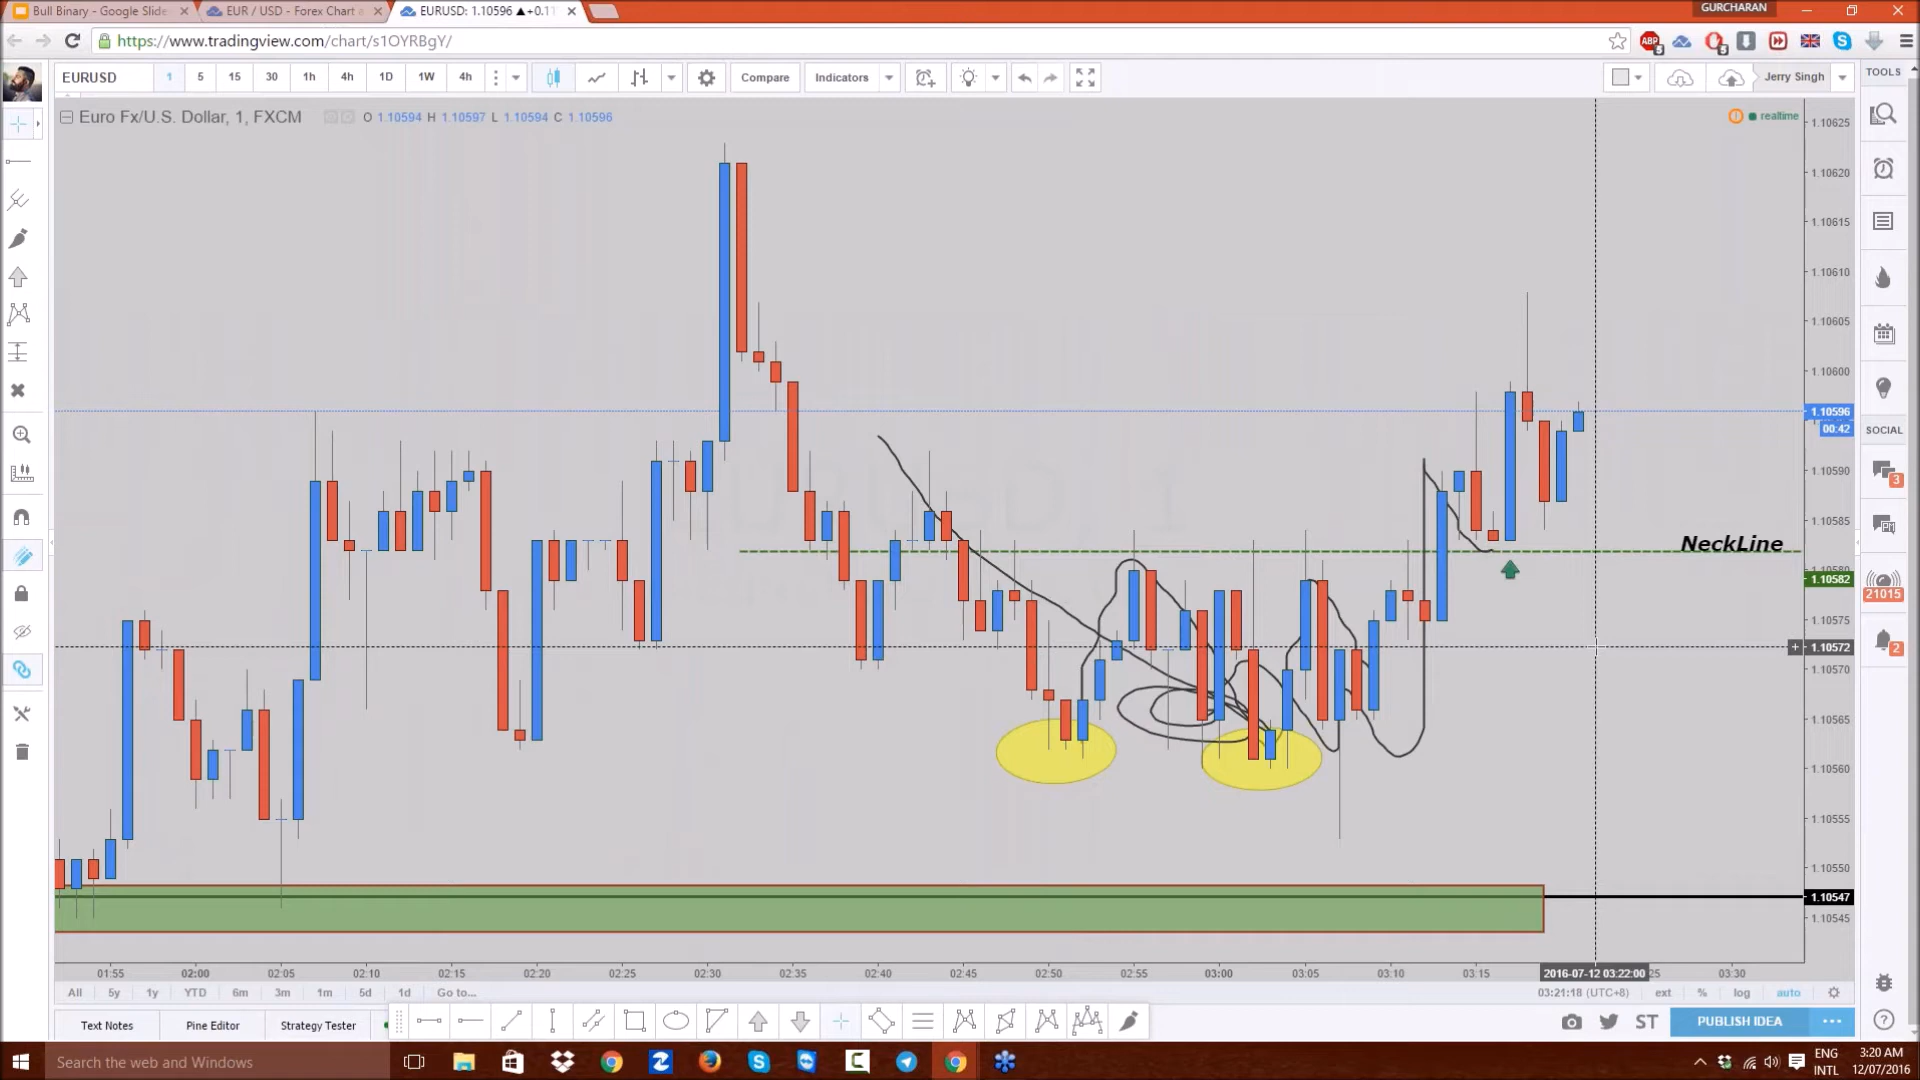 Bull Binary - Google Slide
EUR / USD - Forex Chart
EURUSD: 1.10596 ▲+0.1
GURCHARAN
https://www.tradingview.com/chart/s1OYRBgY/
EURUSD 1 5 15 30 1h 4h 1D 1W 4h Compare Indicators Jerry Singh TOOLS
Euro Fx/U.S. Dollar, 1, FXCM O 1.10594 H 1.10597 L 1.10594 C 1.10596
realtime
1.10625
1.10620
1.10615
1.10610
1.10605
1.10600
1.10596
00:42
SOCIAL
1.10590
3
1.10585
NeckLine
1.10580
1.10582
21015
1.10575
1.10572
2
1.10570
1.10565
1.10560
1.10555
1.10550
1.10547
1.10545
01:55 02:00 02:05 02:10 02:15 02:20 02:25 02:30 02:35 02:40 02:45 02:50 02:55 03:00 03:05 03:10 03:15 2016-07-12 03:22:00 25 03:30
All 5y 1y YTD 6m 3m 1m 5d 1d Go to... 03:21:18 (UTC+8) ext % log auto
Text Notes Pine Editor Strategy Tester ST PUBLISH IDEA
Search the web and Windows
ENG
INTL
3:20 AM
12/07/2016